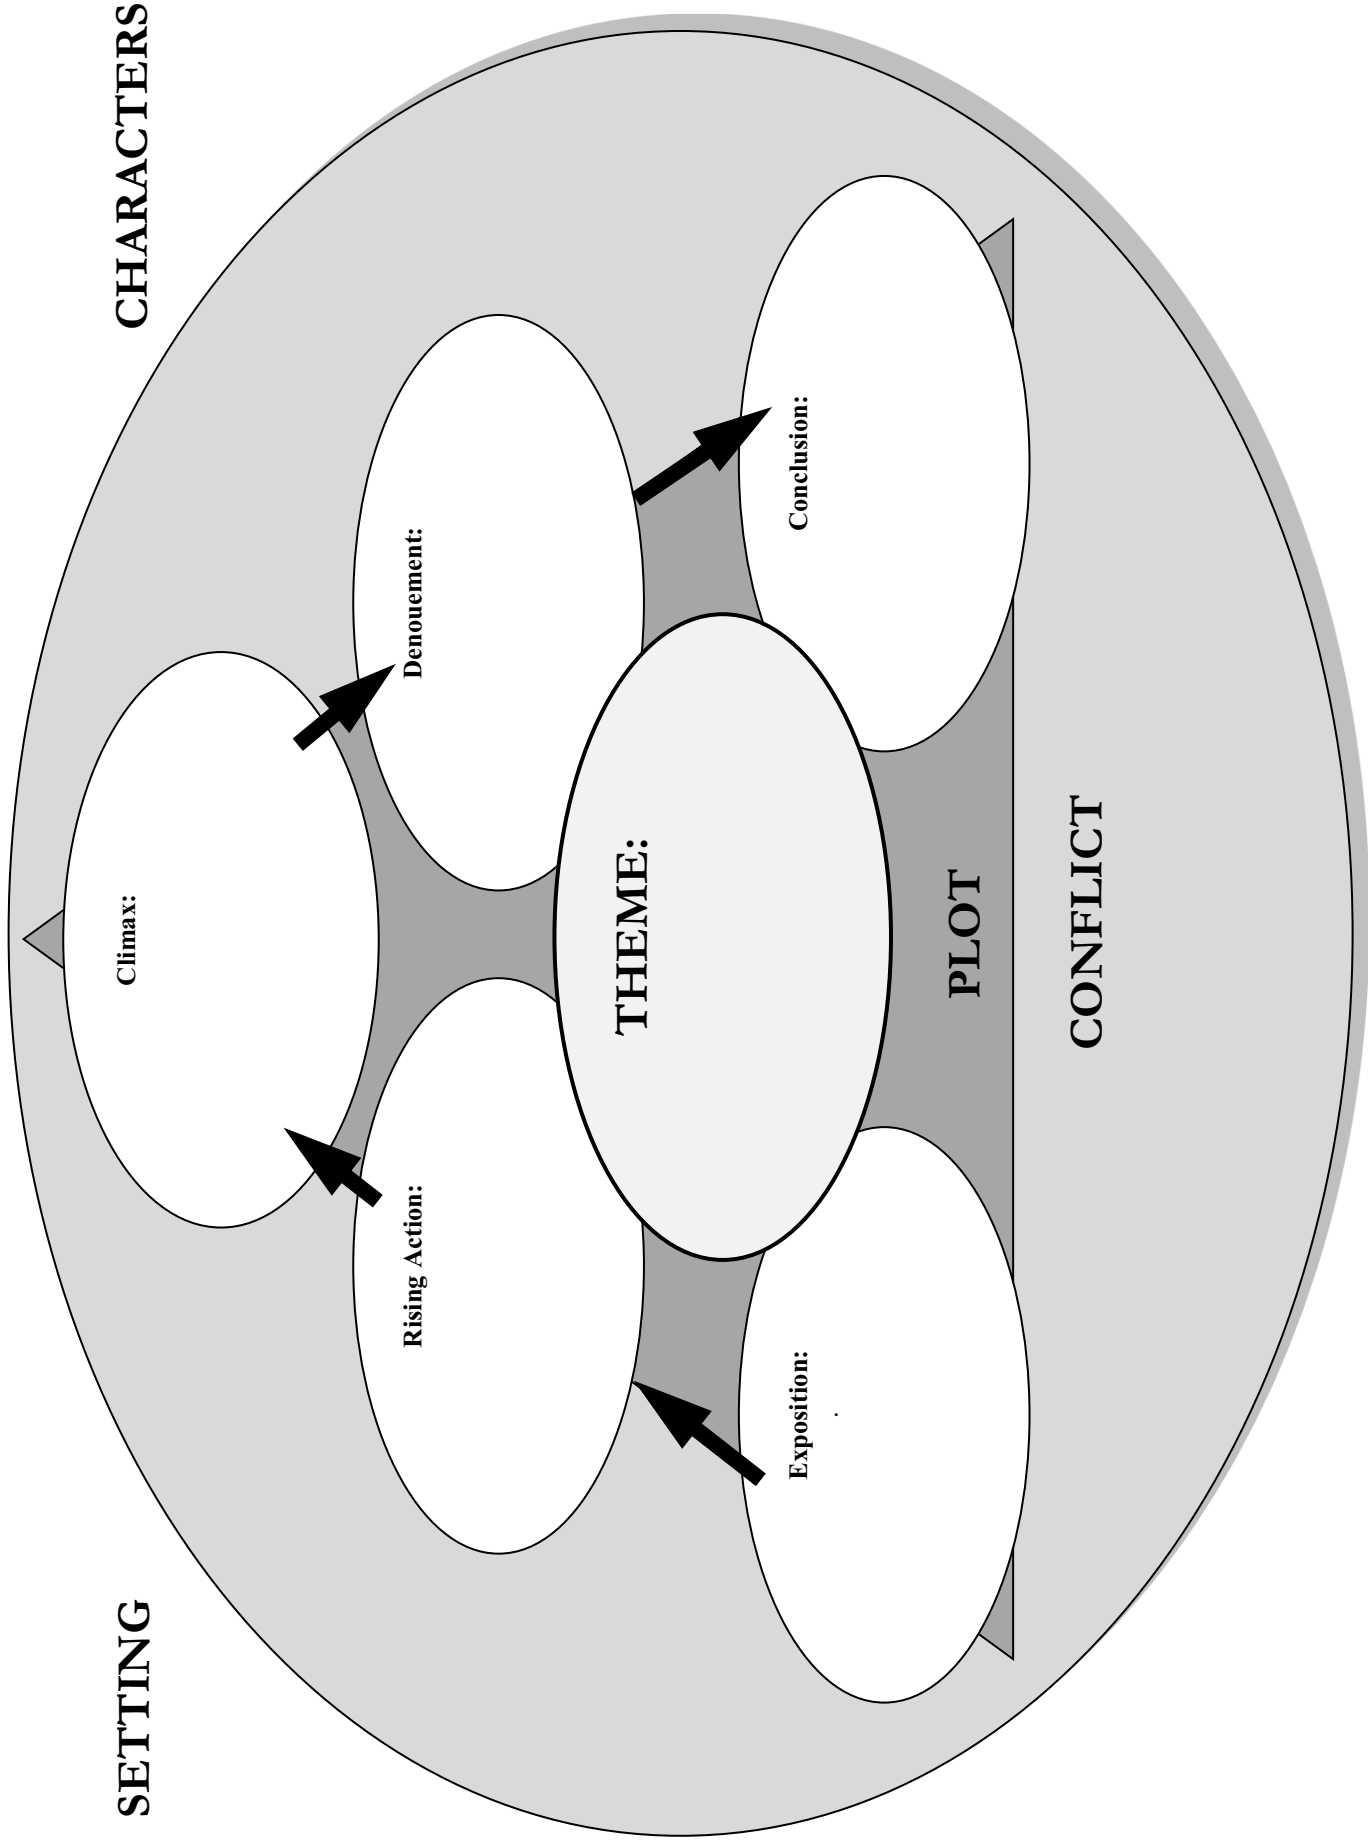 SETTING
CHARACTERS
Climax:
Rising Action:
Denouement:
THEME:
Exposition:
Conclusion:
.
PLOT
CONFLICT